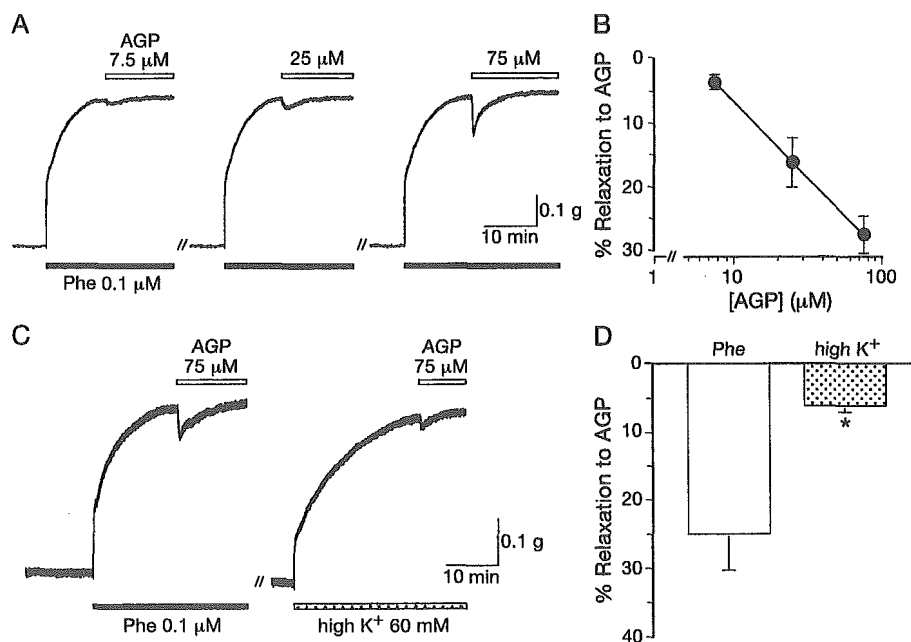 A
AGP
7.5 μM
25 μM
75 μM
0.1 g
10 min
//
//
Phe 0.1 μM
B
% Relaxation to AGP
0
10
20
30
1
//
10
100
[AGP] (μM)
C
AGP
75 μM
AGP
75 μM
0.1 g
10 min
//
Phe 0.1 μM
high K+ 60 mM
D
Phe
high K+
% Relaxation to AGP
0
10
20
30
40
*